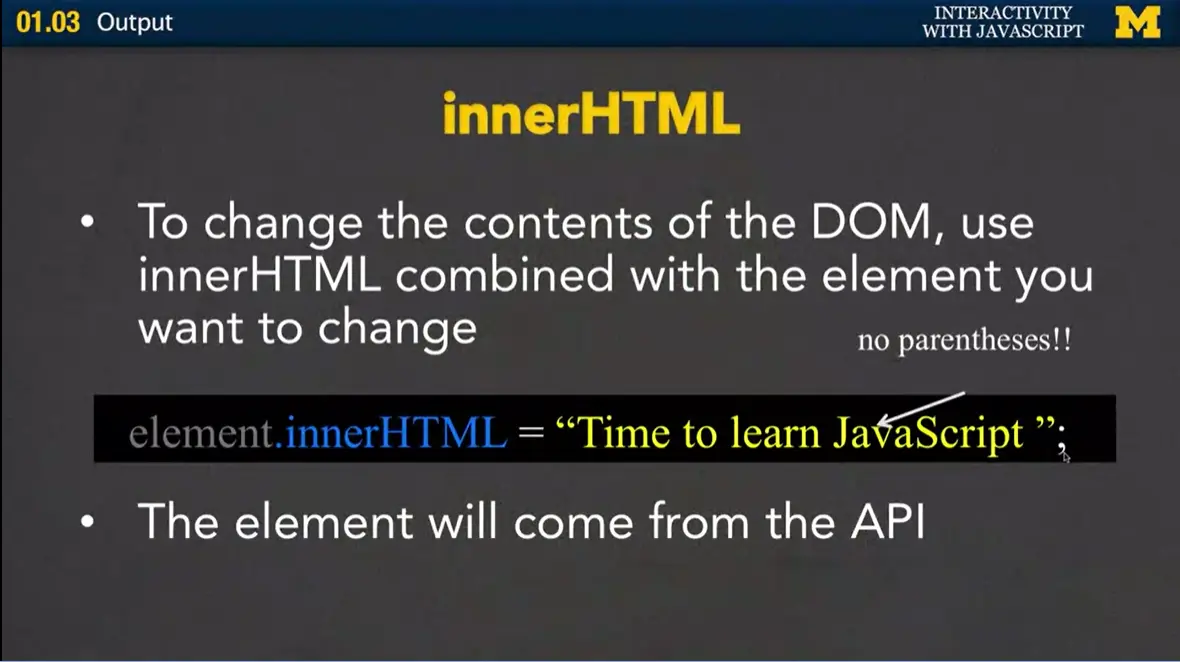 01.03 Output
INTERACTIVITY
WITH JAVASCRIPT
M
innerHTML
• To change the contents of the DOM, use
innerHTML combined with the element you
want to change
no parentheses!!
element.innerHTML = “Time to learn JavaScript ”;
• The element will come from the API